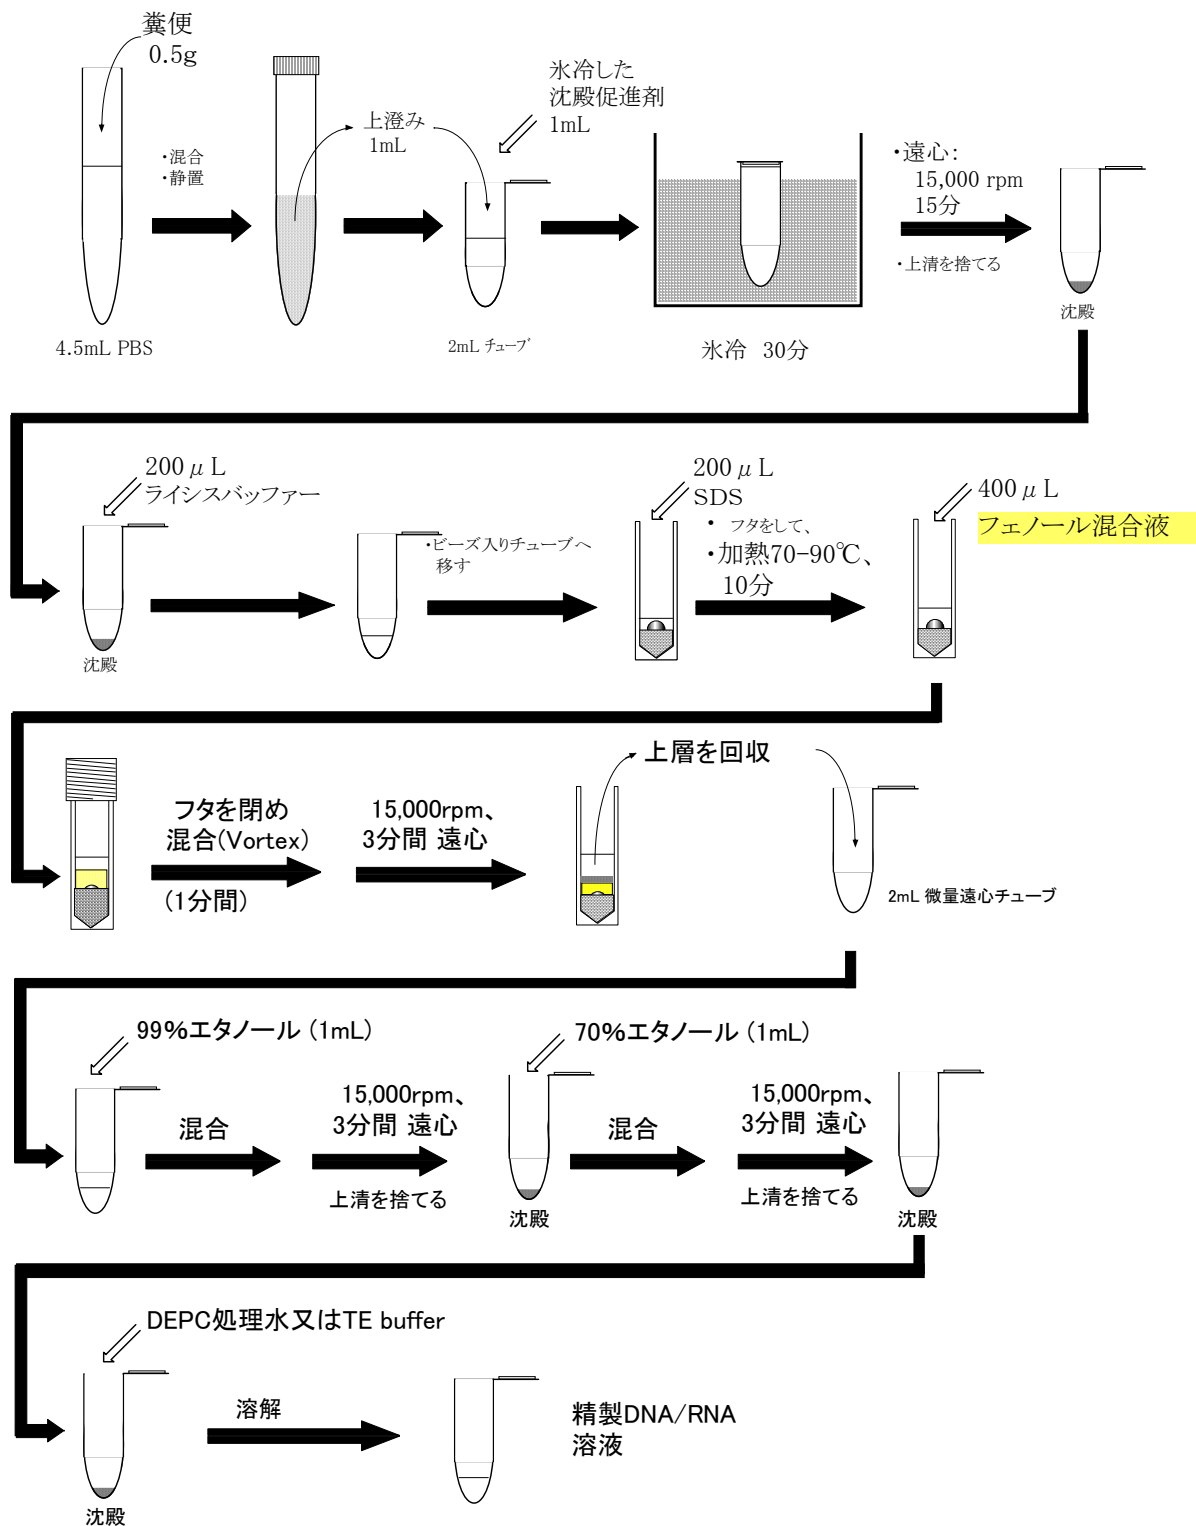 糞便
0.5g
・混合
・静置
4.5mL PBS
上澄み
1mL
氷冷した
沈殿促進剤
1mL
2mL ﾁｭｰﾌﾞ
氷冷 30分
・遠心：
15,000 rpm
15分
・上清を捨てる
沈殿
200μL
ライシスバッファー
沈殿
・ビーズ入りチューブへ
移す
200μL
SDS
・ フタをして、
・加熱70-90℃、
10分
400μL
フェノール混合液
フタを閉め
混合(Vortex)
(1分間)
15,000rpm、
3分間 遠心
上層を回収
2mL 微量遠心チューブ
99%エタノール (1mL)
混合
15,000rpm、
3分間 遠心
上清を捨てる
70%エタノール (1mL)
沈殿
混合
15,000rpm、
3分間 遠心
上清を捨てる
沈殿
DEPC処理水又はTE buffer
沈殿
溶解
精製DNA/RNA
溶液